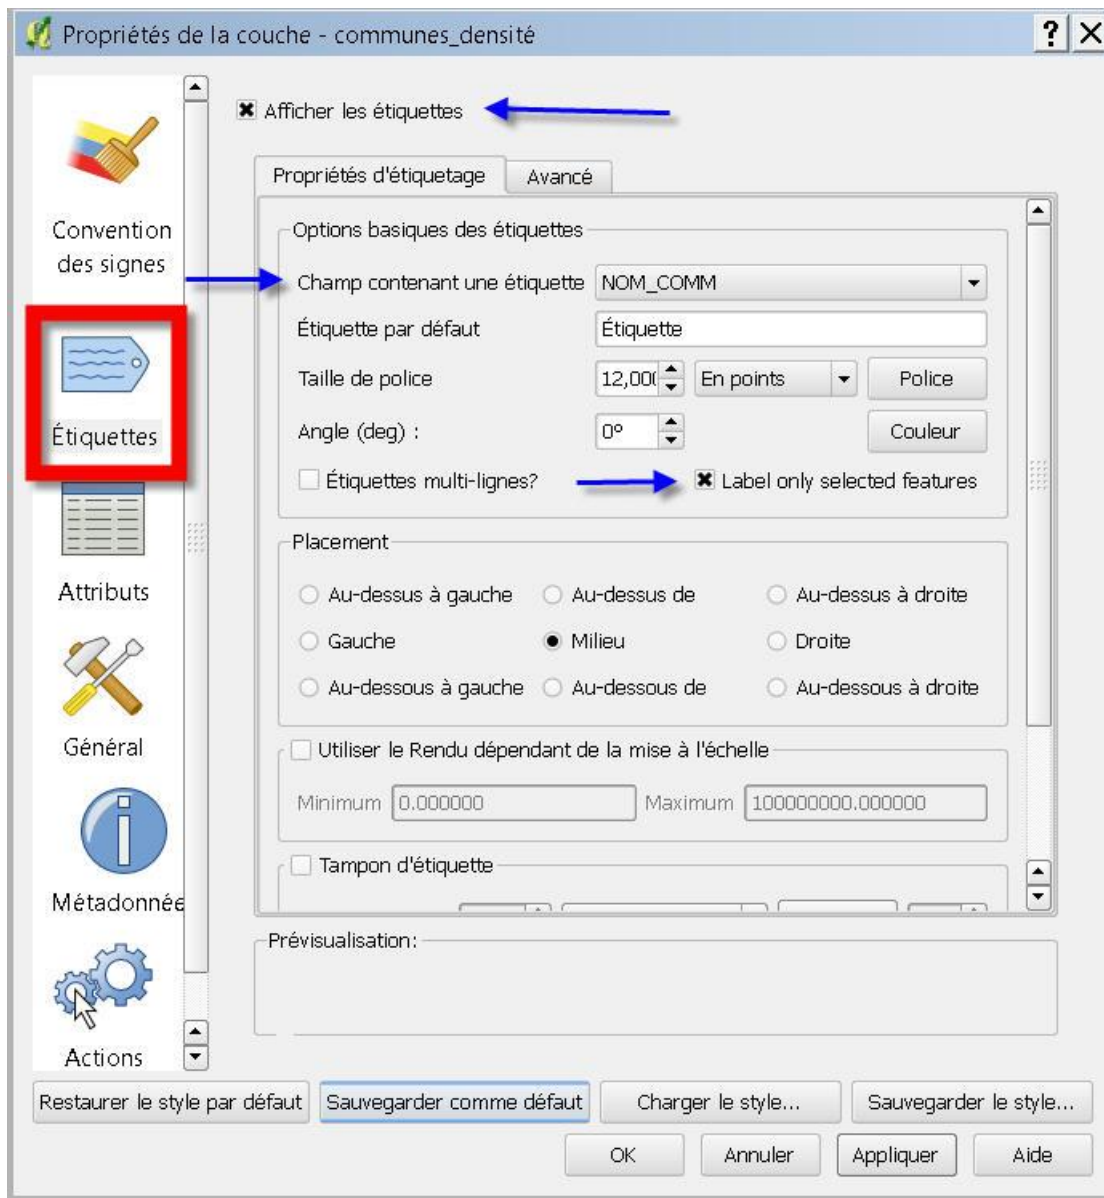 Propriétés de la couche - communes_densité
?
Convention
des signes
Étiquettes
Attributs
Général
Métadonnée
Actions
Afficher les étiquettes
Propriétés d'étiquetage
Avancé
Options basiques des étiquettes
Champ contenant une étiquette NOM_COMM
Étiquette par défaut Étiquette
Taille de police 12,00 En points Police
Angle (deg) : 0° Couleur
Étiquettes multi-lignes? Label only selected features
Placement
Au-dessus à gauche Au-dessus de Au-dessus à droite
Gauche Milieu Droite
Au-dessous à gauche Au-dessous de Au-dessous à droite
Utiliser le Rendu dépendant de la mise à l'échelle
Minimum 0.000000 Maximum 100000000.000000
Tampon d'étiquette
Prévisualisation:
Restaurer le style par défaut Sauvegarder comme défaut Charger le style... Sauvegarder le style...
OK Annuler Appliquer Aide